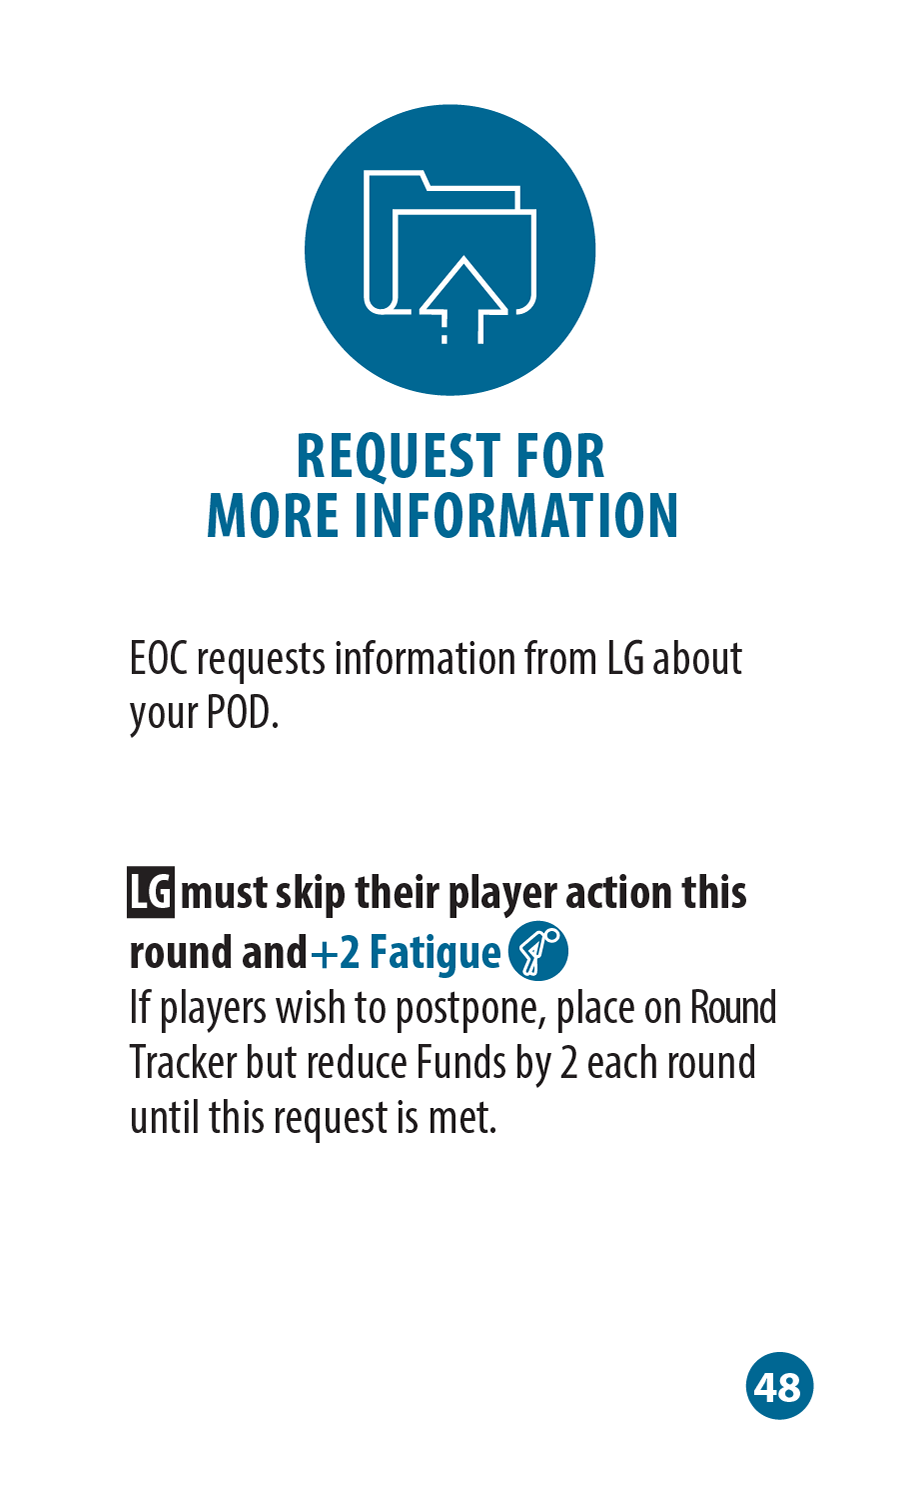 REQUEST FOR
MORE INFORMATION
EOC requests information from LG about
your POD.
LG must skip their player action this
round and +2 Fatigue
If players wish to postpone, place on Round
Tracker but reduce Funds by 2 each round
until this request is met.
48